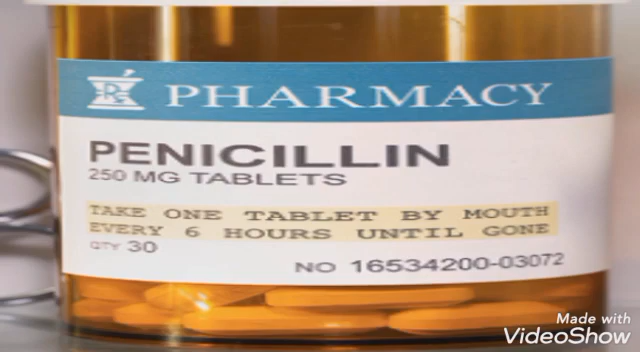 PHARMACY
PENICILLIN
250 MG TABLETS
TAKE ONE TABLET BY MOUTH
EVERY 6 HOURS UNTIL GONE
QTY 30
NO 16534200-03072
Made with
VideoShow